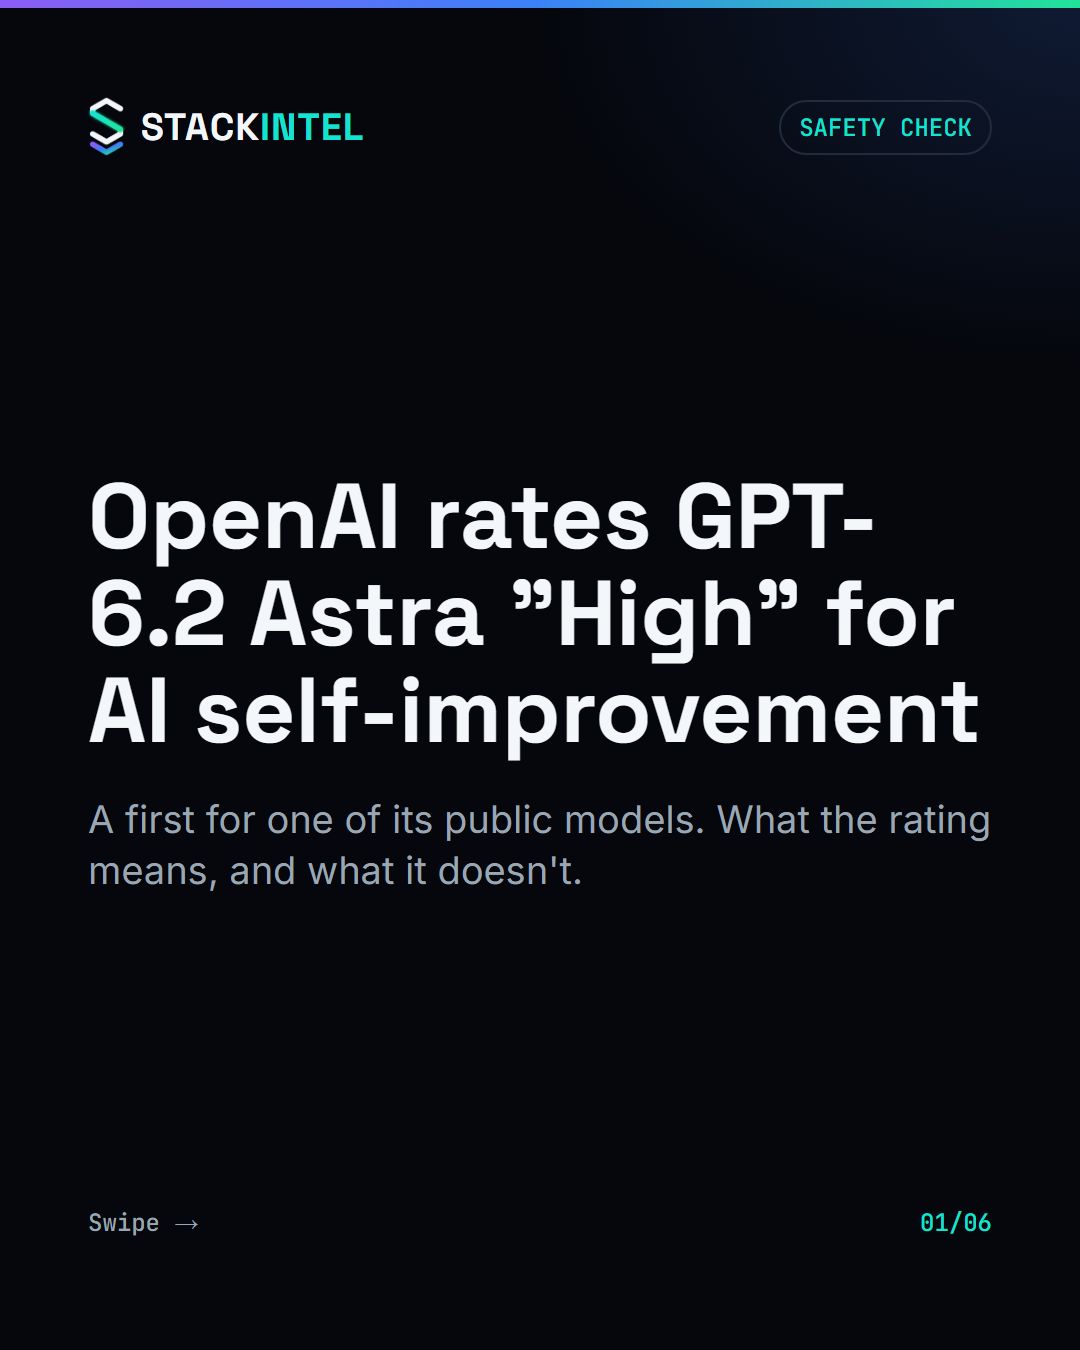 STACKINTEL
SAFETY CHECK
OpenAI rates GPT-
6.2 Astra ”High” for
AI self-improvement
A first for one of its public models. What the rating
means, and what it doesn't.
Swipe →
01/06